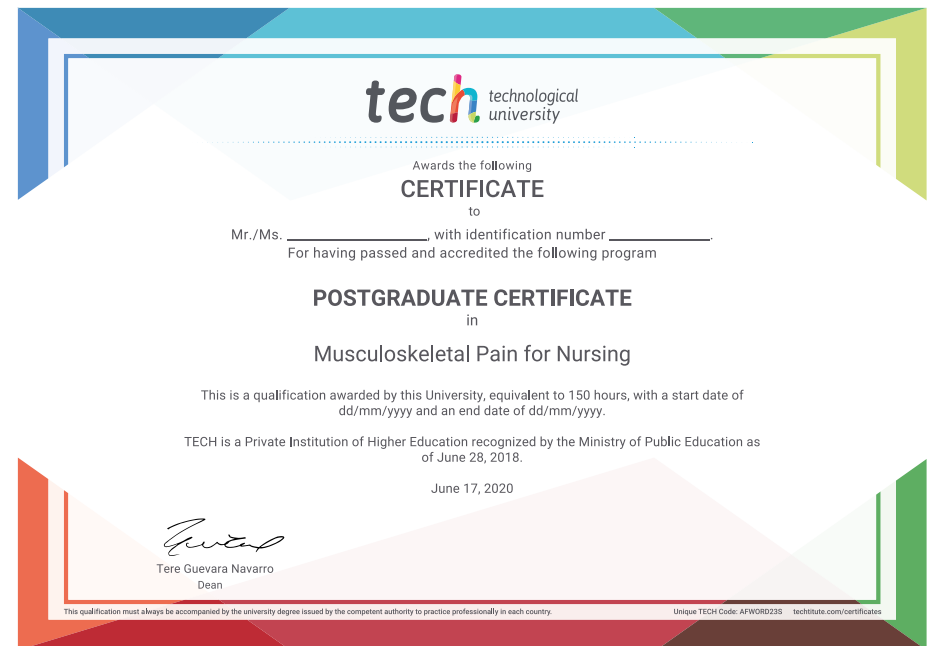 tech technological
university
Awards the following
CERTIFICATE
to
Mr./Ms. ____________, with identification number ____________.
For having passed and accredited the following program
POSTGRADUATE CERTIFICATE
in
Musculoskeletal Pain for Nursing
This is a qualification awarded by this University, equivalent to 150 hours, with a start date of
dd/mm/yyyy and an end date of dd/mm/yyyy.
TECH is a Private Institution of Higher Education recognized by the Ministry of Public Education as
of June 28, 2018.
June 17, 2020
Tere Guevara Navarro
Dean
This qualification must always be accompanied by the university degree issued by the competent authority to practice professionally in each country. Unique TECH Code: AFWORD23S techtitute.com/certificates